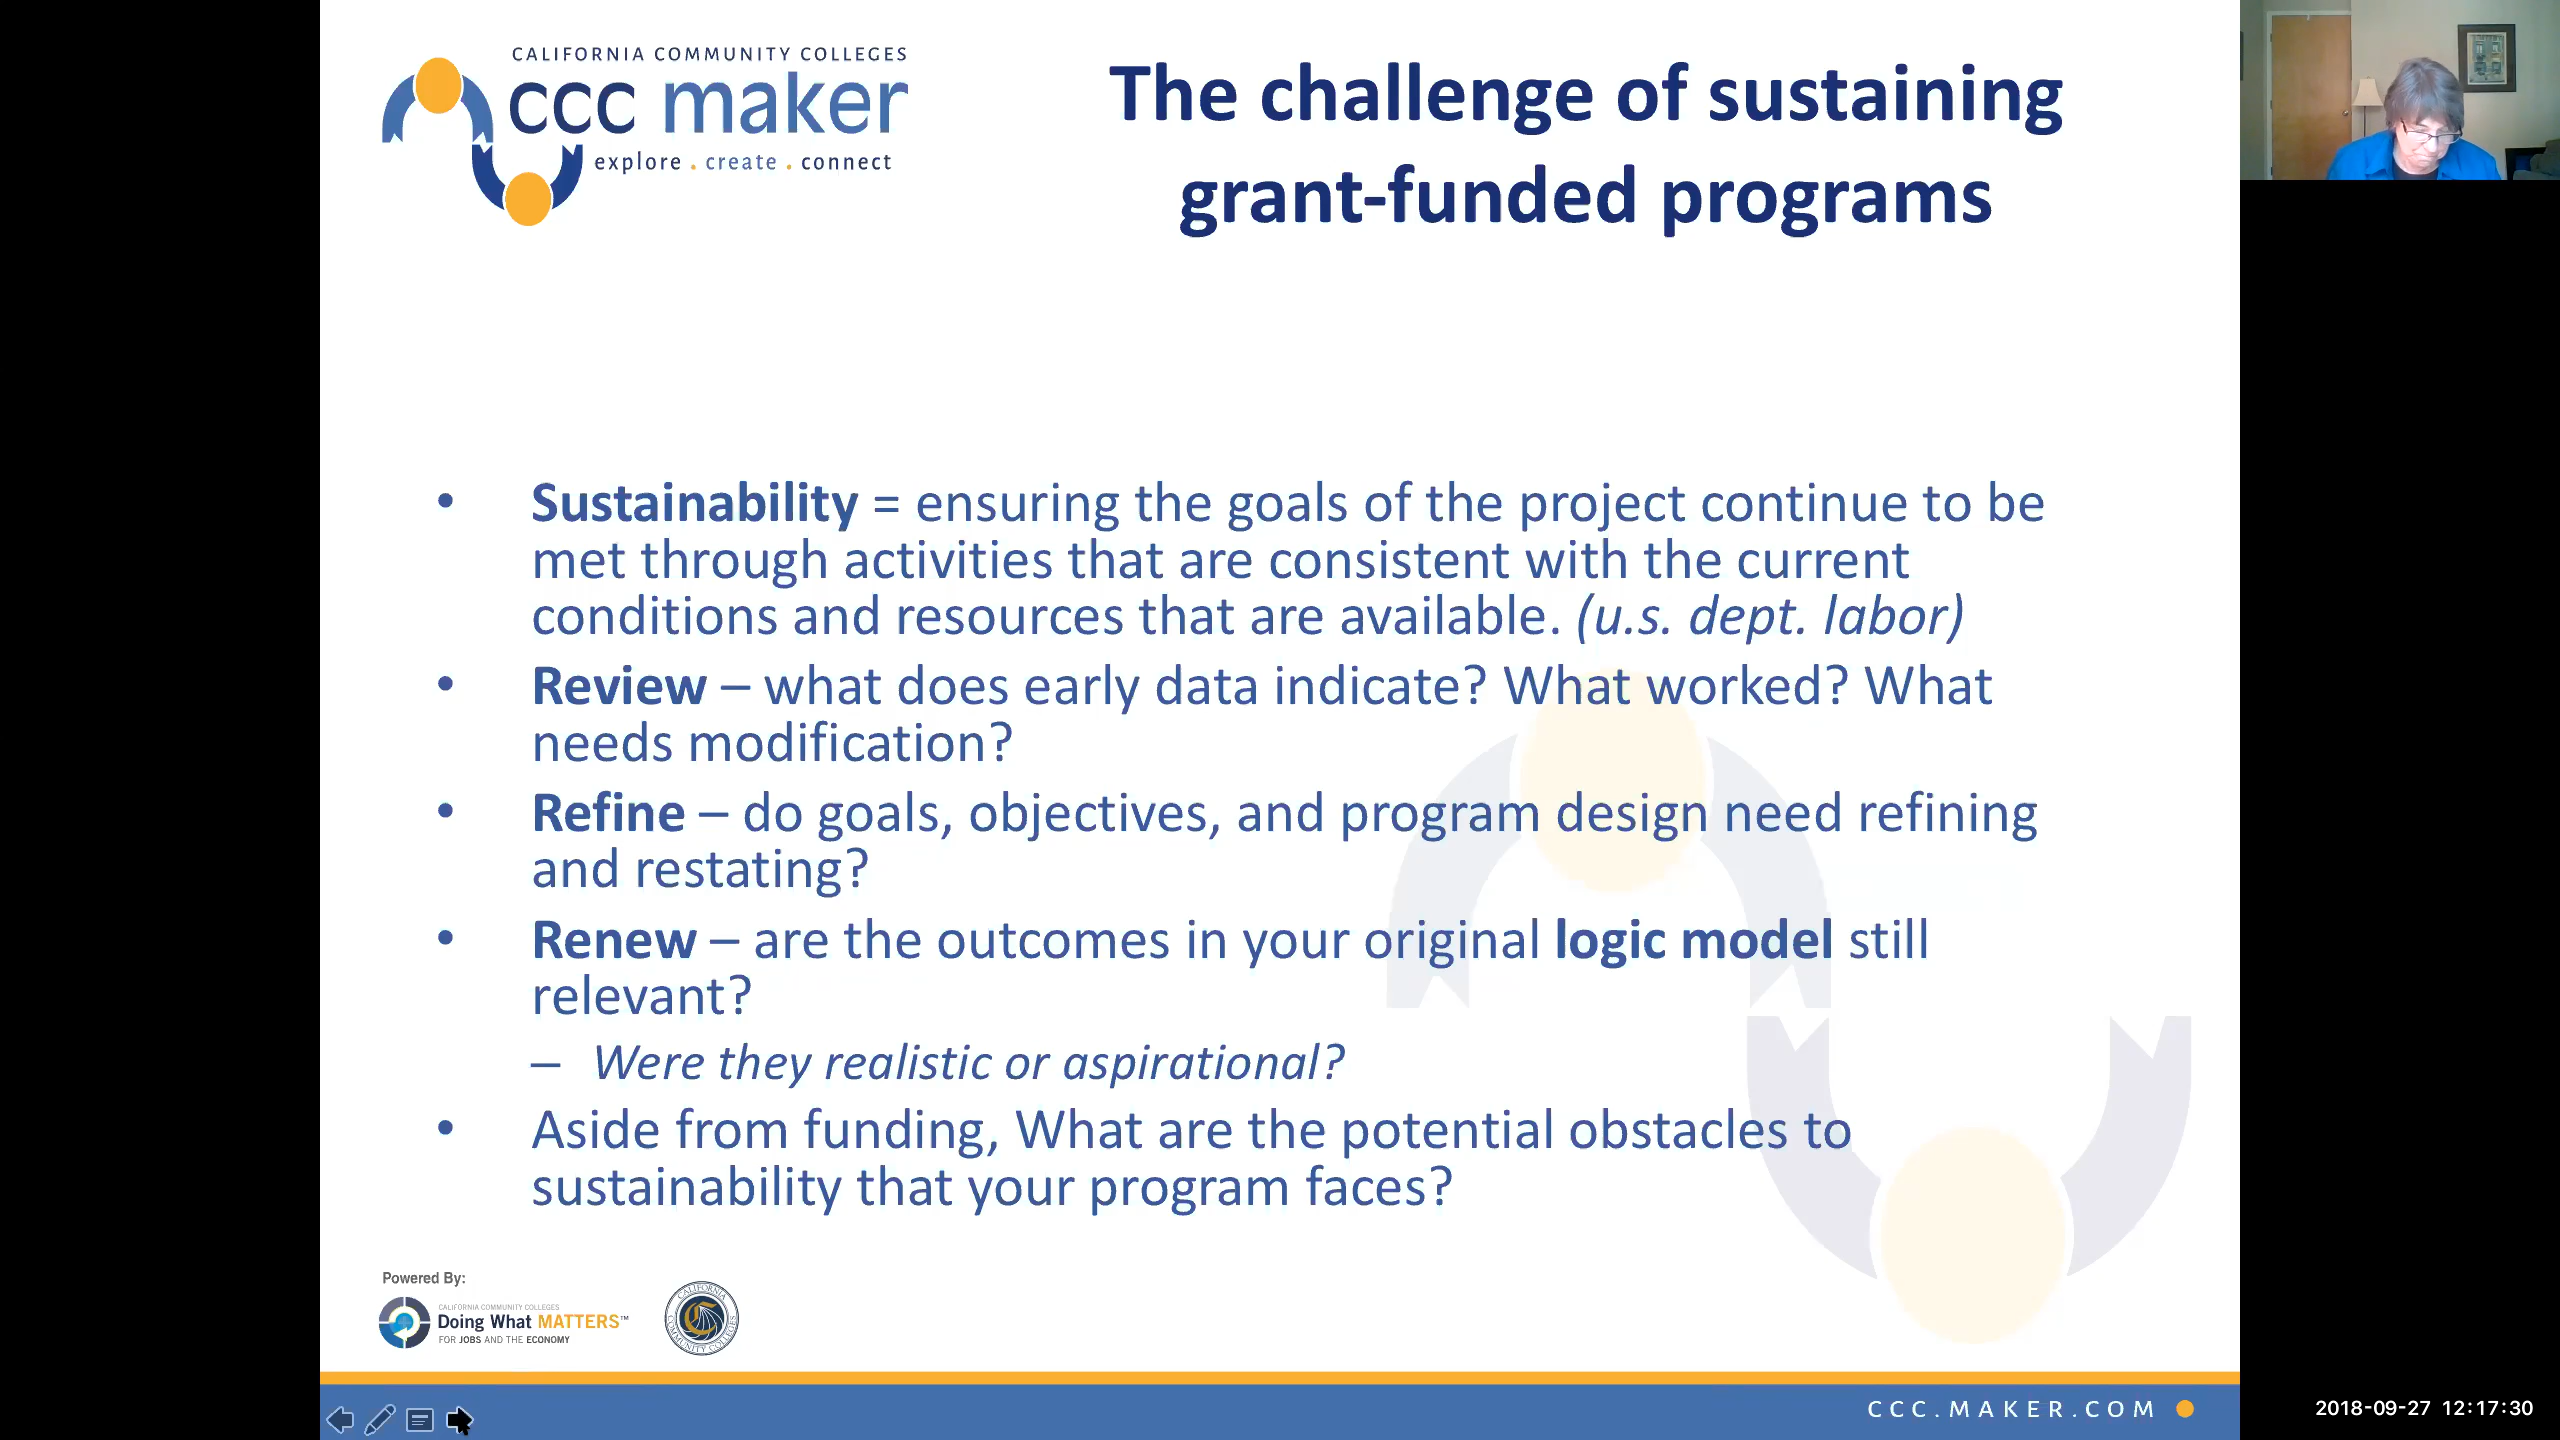 CALIFORNIA COMMUNITY COLLEGES
ccc maker
explore . create . connect
The challenge of sustaining
grant-funded programs
• Sustainability = ensuring the goals of the project continue to be
met through activities that are consistent with the current
conditions and resources that are available. (u.s. dept. labor)
• Review – what does early data indicate? What worked? What
needs modification?
• Refine – do goals, objectives, and program design need refining
and restating?
• Renew – are the outcomes in your original logic model still
relevant?
– Were they realistic or aspirational?
• Aside from funding, What are the potential obstacles to
sustainability that your program faces?
Powered By:
CALIFORNIA COMMUNITY COLLEGES
Doing What MATTERS™
FOR JOBS AND THE ECONOMY
CALIFORNIA
COMMUNITY COLLEGES
CCC.MAKER.COM
2018-09-27 12:17:30